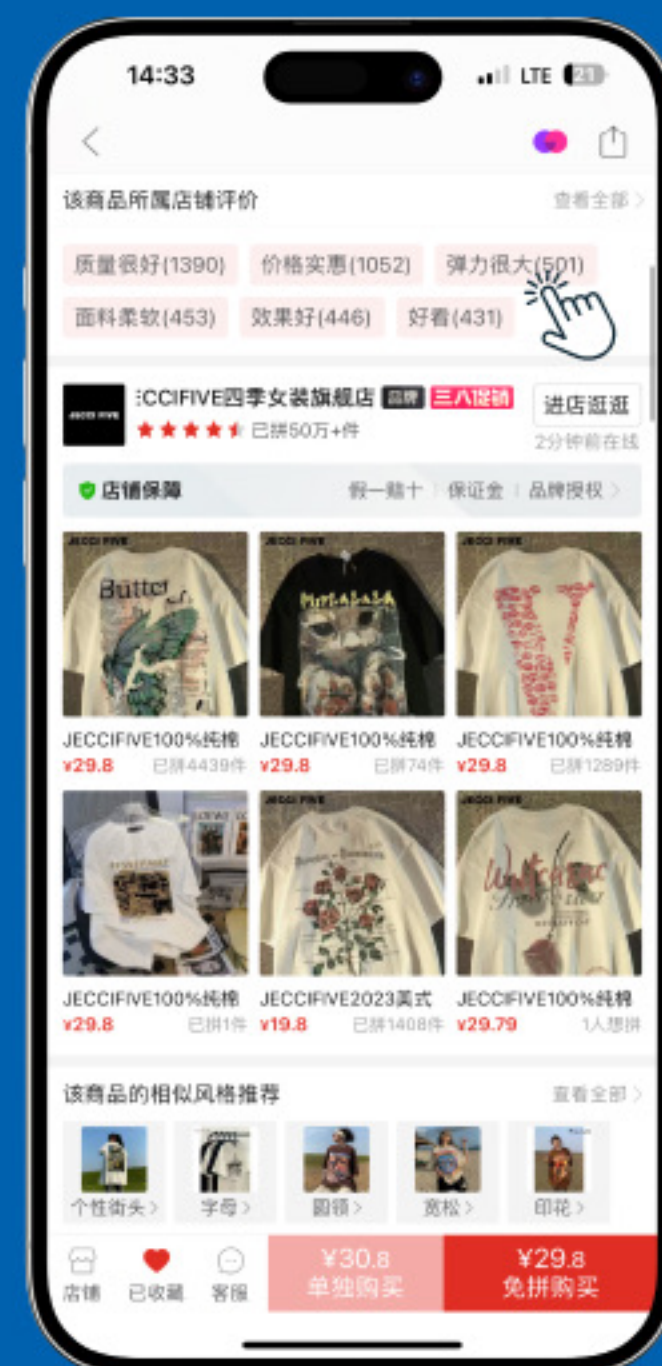 14:33
LTE 21
该商品所属店铺评价 查看全部
质量很好(1390) 价格实惠(1052) 弹力很大(501)
面料柔软(453) 效果好(446) 好看(431)
CCIFIVE四季女装旗舰店 品牌 三八促销 进店逛逛
已拼50万+件 2分钟前在线
店铺保障 假一赔十 保证金 品牌授权
JECCI FIVE
JECCI FIVE
JECCI FIVE
JECCIFIVE100%纯棉 JECCIFIVE100%纯棉 JECCIFIVE100%纯棉
¥29.8 已拼4439件 ¥29.8 已拼74件 ¥29.8 已拼1289件
JECCI FIVE
JECCI FIVE
JECCIFIVE100%纯棉 JECCIFIVE2023美式 JECCIFIVE100%纯棉
¥29.8 已拼1件 ¥19.8 已拼1408件 ¥29.79 1人想拼
该商品的相似风格推荐 查看全部
个性街头 字母 圆领 宽松 印花
店铺 已收藏 客服
¥30.8 ¥29.8
单独购买 免拼购买